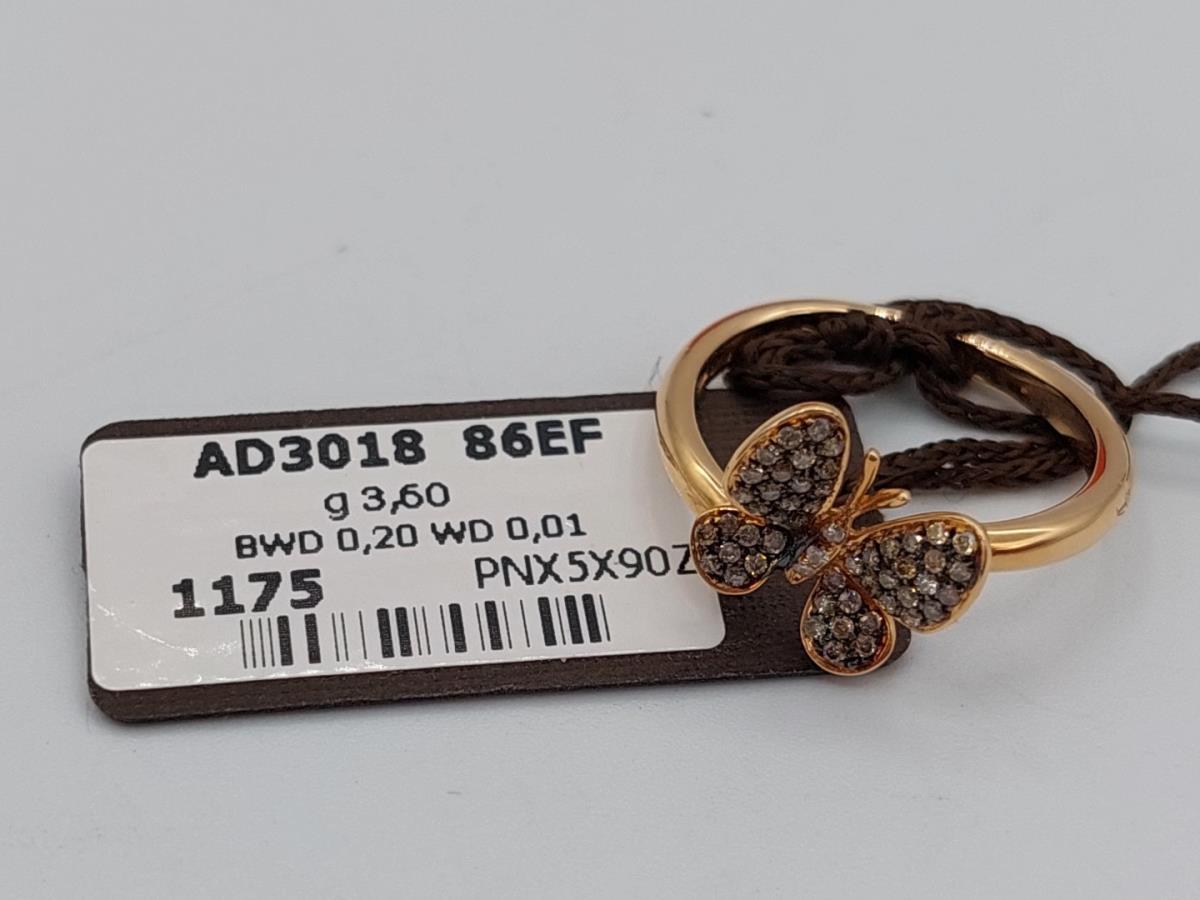 AD3018 86EF
g 3,60
BWD 0,20 WD 0,01
1175 PNX5X90Z